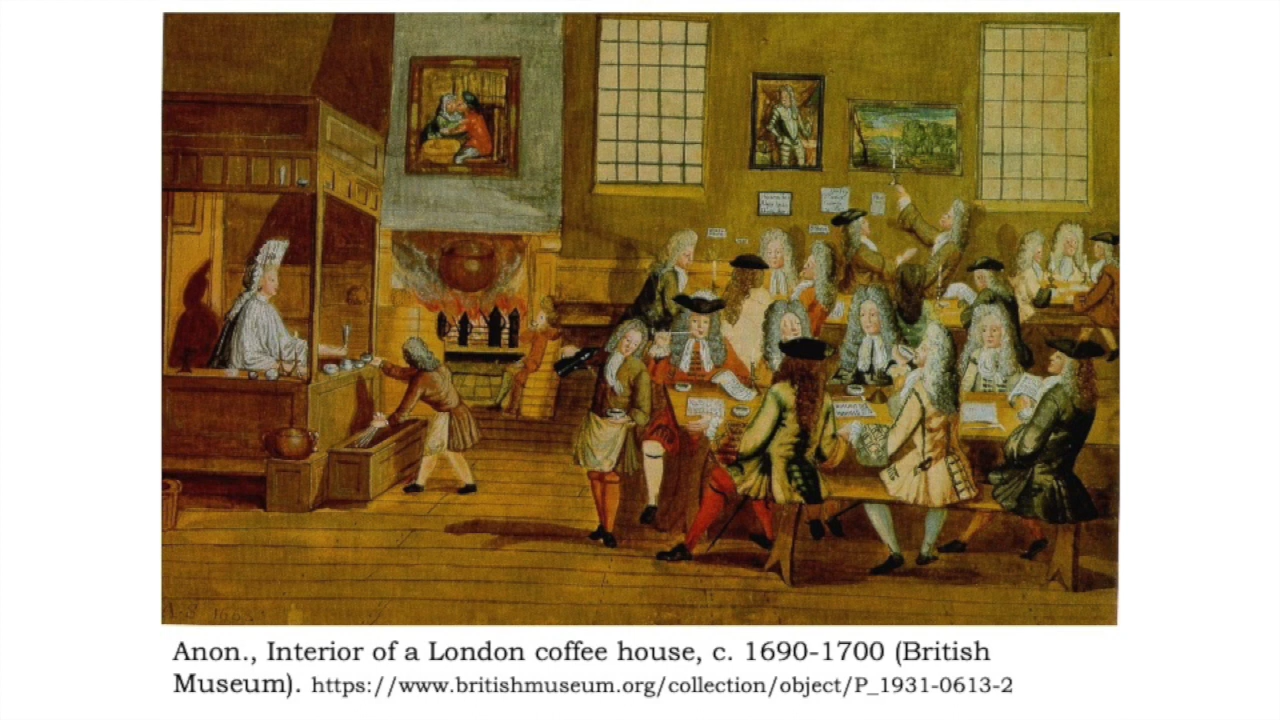 Anon., Interior of a London coffee house, c. 1690-1700 (British
Museum). https://www.britishmuseum.org/collection/object/P_1931-0613-2